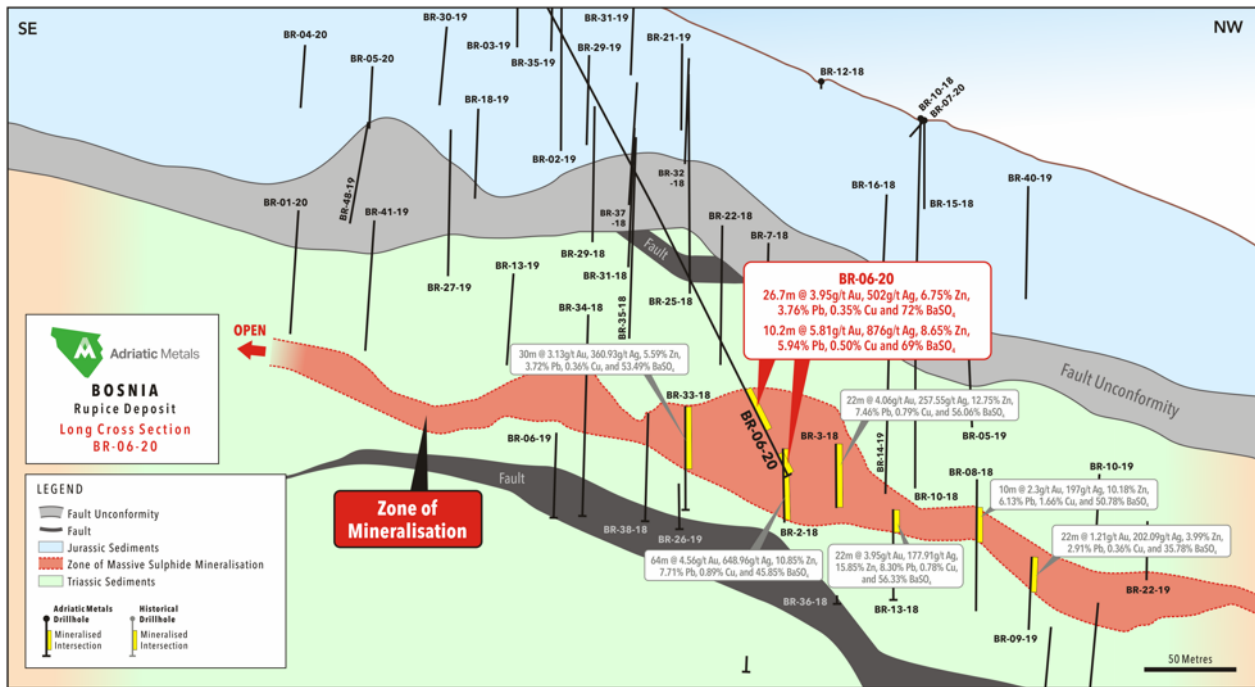 SE
NW
BR-04-20
BR-05-20
BR-30-19
BR-03-19
BR-35-19
BR-31-19
BR-29-19
BR-21-19
BR-12-18
BR-10-18
BR-07-20
BR-18-19
BR-02-19
BR-32
-18
BR-16-18
BR-15-18
BR-40-19
BR-01-20
BR-48-19
BR-41-19
BR-37
-18
BR-22-18
BR-7-18
BR-29-18
Fault
BR-13-19
BR-27-19
BR-31-18
BR-25-18
BR-34-18
BR-35-18
BR-06-20
26.7m @ 3.95g/t Au, 502g/t Ag, 6.75% Zn,
3.76% Pb, 0.35% Cu and 72% BaSO₄
10.2m @ 5.81g/t Au, 876g/t Ag, 8.65% Zn,
5.94% Pb, 0.50% Cu and 69% BaSO₄
Fault Unconformity
OPEN
30m @ 3.13g/t Au, 360.93g/t Ag, 5.59% Zn,
3.72% Pb, 0.36% Cu, and 53.49% BaSO₄
22m @ 4.06g/t Au, 257.55g/t Ag, 12.75% Zn,
7.46% Pb, 0.79% Cu, and 56.06% BaSO₄
BR-33-18
BR-06-20
BR-3-18
BR-14-19
BR-05-19
BR-06-19
Fault
Zone of
Mineralisation
BR-38-18
BR-26-19
BR-2-18
BR-10-18
BR-08-18
BR-10-19
10m @ 2.3g/t Au, 197g/t Ag, 10.18% Zn,
6.13% Pb, 1.66% Cu, and 50.78% BaSO₄
22m @ 1.21g/t Au, 202.09g/t Ag, 3.99% Zn,
2.91% Pb, 0.36% Cu, and 35.78% BaSO₄
64m @ 4.56g/t Au, 648.96g/t Ag, 10.85% Zn,
7.71% Pb, 0.89% Cu, and 45.85% BaSO₄
22m @ 3.95g/t Au, 177.91g/t Ag,
15.85% Zn, 8.30% Pb, 0.78% Cu,
and 56.33% BaSO₄
BR-36-18
BR-13-18
BR-22-19
BR-09-19
50 Metres
Adriatic Metals
BOSNIA
Rupice Deposit
Long Cross Section
BR-06-20
LEGEND
Fault Unconformity
Fault
Jurassic Sediments
Zone of Massive Sulphide Mineralisation
Triassic Sediments
Adriatic Metals
Drillhole
Mineralised
Intersection
Historical
Drillhole
Mineralised
Intersection